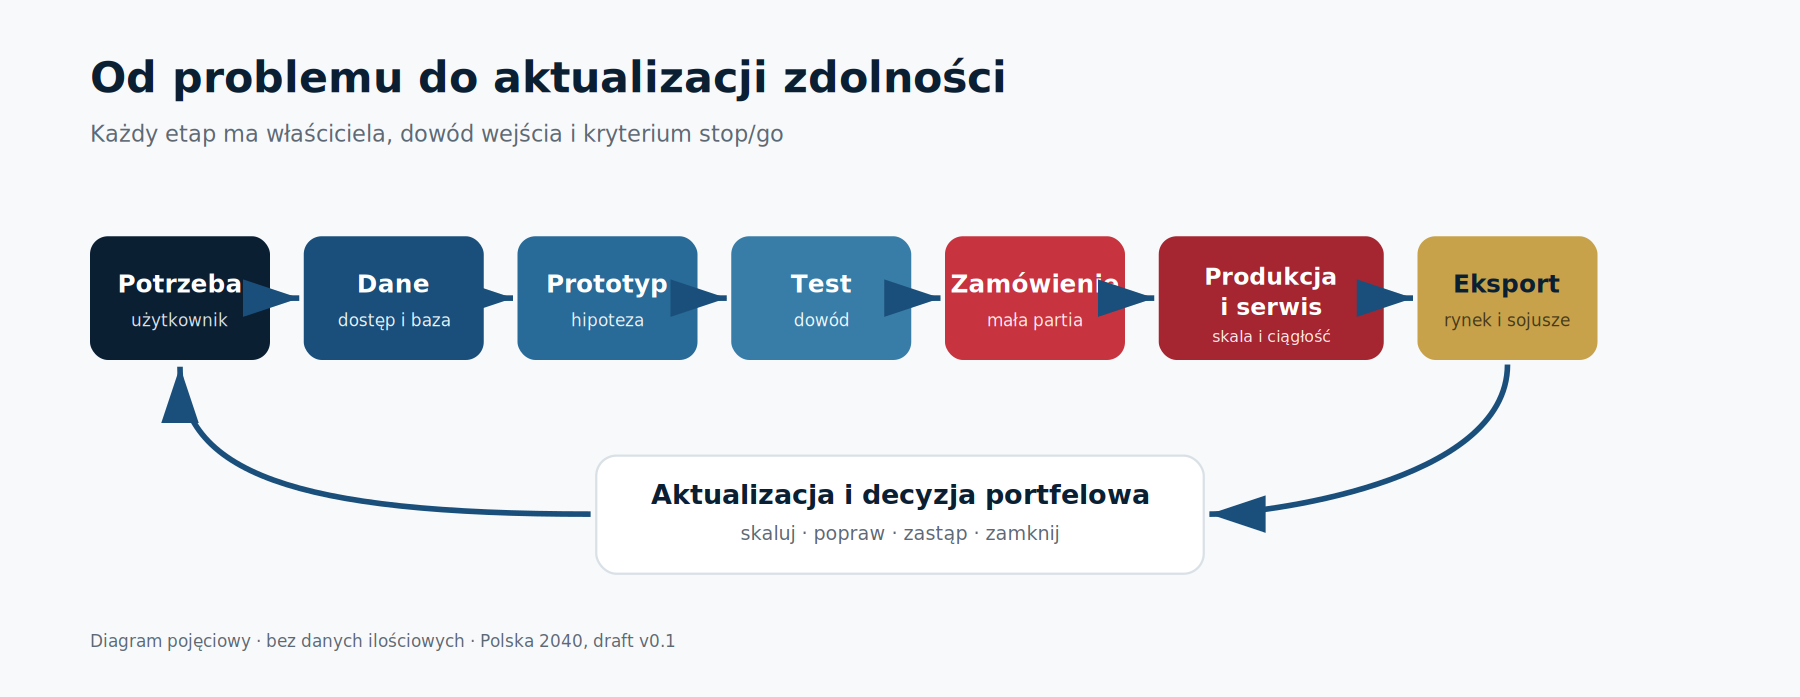 Od problemu do aktualizacji zdolności
Każdy etap ma właściciela, dowód wejścia i kryterium stop/go
Potrzeba
użytkownik
Dane
dostęp i baza
Prototyp
hipoteza
Test
dowód
Zamówienie
mała partia
Produkcja
i serwis
skala i ciągłość
Eksport
rynek i sojusze
Aktualizacja i decyzja portfelowa
skaluj · popraw · zastąp · zamknij
Diagram pojęciowy · bez danych ilościowych · Polska 2040, draft v0.1